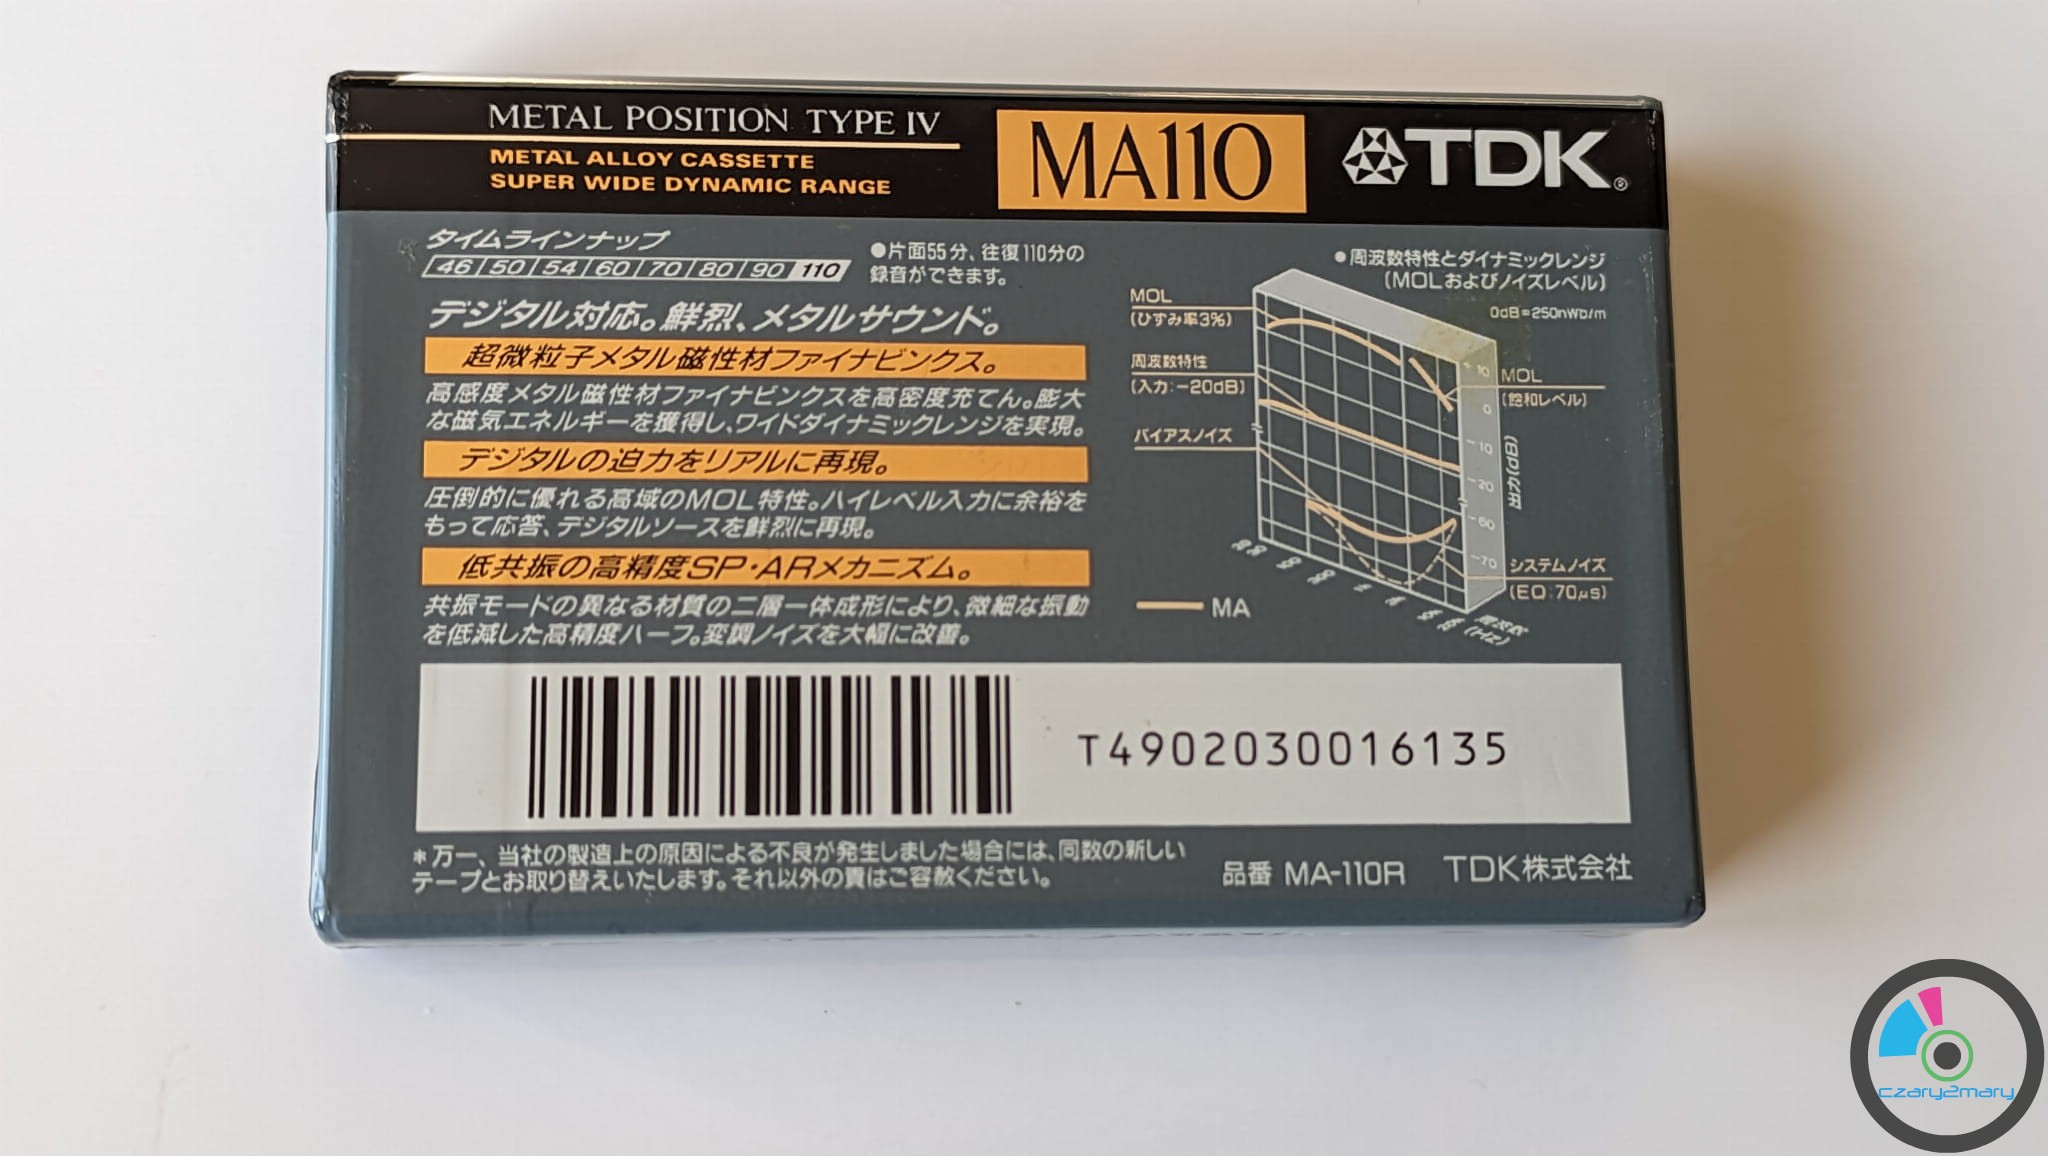 METAL POSITION TYPE IV
METAL ALLOY CASSETTE
SUPER WIDE DYNAMIC RANGE
MA110
TDK®
タイムラインナップ
46 50 54 60 70 80 90 110
●片面55分、往復110分の
録音ができます。
デジタル対応。鮮烈、メタルサウンド。
超微粒子メタル磁性材ファイナビンクス。
高感度メタル磁性材ファイナビンクスを高密度充てん。膨大
な磁気エネルギーを獲得し、ワイドダイナミックレンジを実現。
デジタルの迫力をリアルに再現。
圧倒的に優れる高域のMOL特性。ハイレベル入力に余裕を
もって応答、デジタルソースを鮮烈に再現。
低共振の高精度SP・ARメカニズム。
共振モードの異なる材質の二層一体成形により、微細な振動
を低減した高精度ハーフ。変調ノイズを大幅に改善。
●周波数特性とダイナミックレンジ
(MOLおよびノイズレベル)
0dB=250nWb/m
MOL
(ひずみ率3%)
周波数特性
(入力:-20dB)
バイアスノイズ
10
0
-10
-20
-60
-70
出力(dB)
MOL
(飽和レベル)
システムノイズ
(EQ:70μs)
周波数
(Hz)
MA
T4902030016135
*万一、当社の製造上の原因による不良が発生しました場合には、同数の新しい
テープとお取り替えいたします。それ以外の責はご容赦ください。
品番 MA-110R TDK株式会社
czary2mary